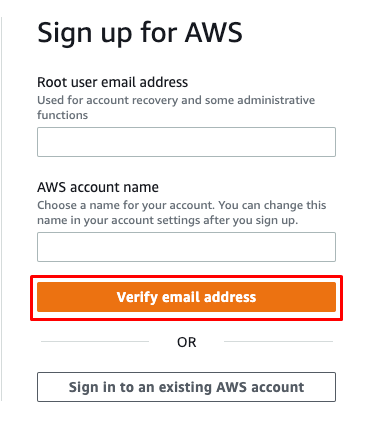 Sign up for AWS
Root user email address
Used for account recovery and some administrative
functions
AWS account name
Choose a name for your account. You can change this
name in your account settings after you sign up.
Verify email address
OR
Sign in to an existing AWS account